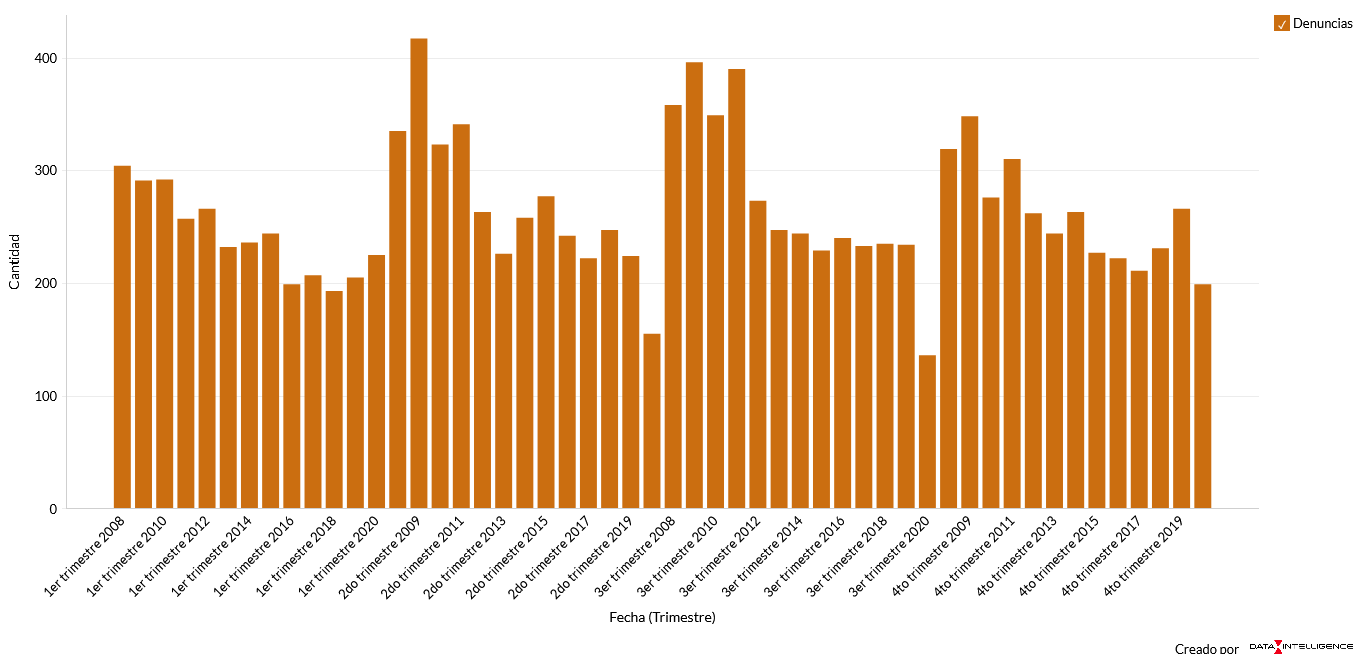 Denuncias
400
300
200
100
0
Cantidad
1er trimestre 2008
1er trimestre 2010
1er trimestre 2012
1er trimestre 2014
1er trimestre 2016
1er trimestre 2018
1er trimestre 2020
2do trimestre 2009
2do trimestre 2011
2do trimestre 2013
2do trimestre 2015
2do trimestre 2017
2do trimestre 2019
3er trimestre 2008
3er trimestre 2010
3er trimestre 2012
3er trimestre 2014
3er trimestre 2016
3er trimestre 2018
3er trimestre 2020
4to trimestre 2009
4to trimestre 2011
4to trimestre 2013
4to trimestre 2015
4to trimestre 2017
4to trimestre 2019
Fecha (Trimestre)
Creado por DATA INTELLIGENCE